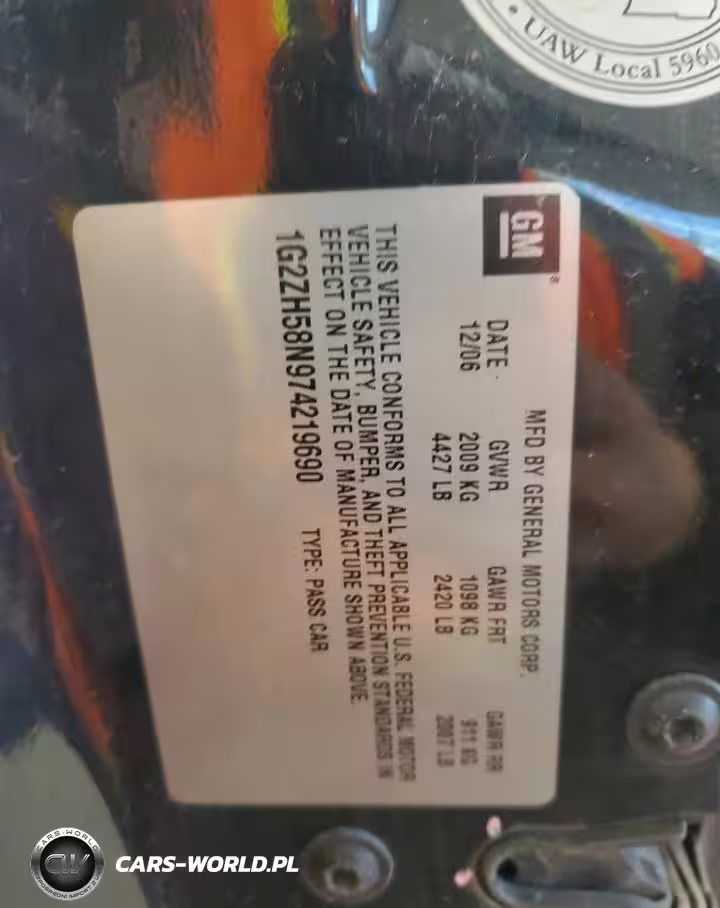 • UAW Local 5960
GM®
MFD BY GENERAL MOTORS CORP.
DATE GVWR GAWR FRT GAWR RR
12/06 2009 KG 1098 KG 911 KG
4427 LB 2420 LB 2007 LB
THIS VEHICLE CONFORMS TO ALL APPLICABLE U.S. FEDERAL MOTOR
VEHICLE SAFETY, BUMPER, AND THEFT PREVENTION STANDARDS IN
EFFECT ON THE DATE OF MANUFACTURE SHOWN ABOVE.
1G2ZH58N974219690 TYPE: PASS CAR
CARS-WORLD
CW
CARS-WORLD.PL